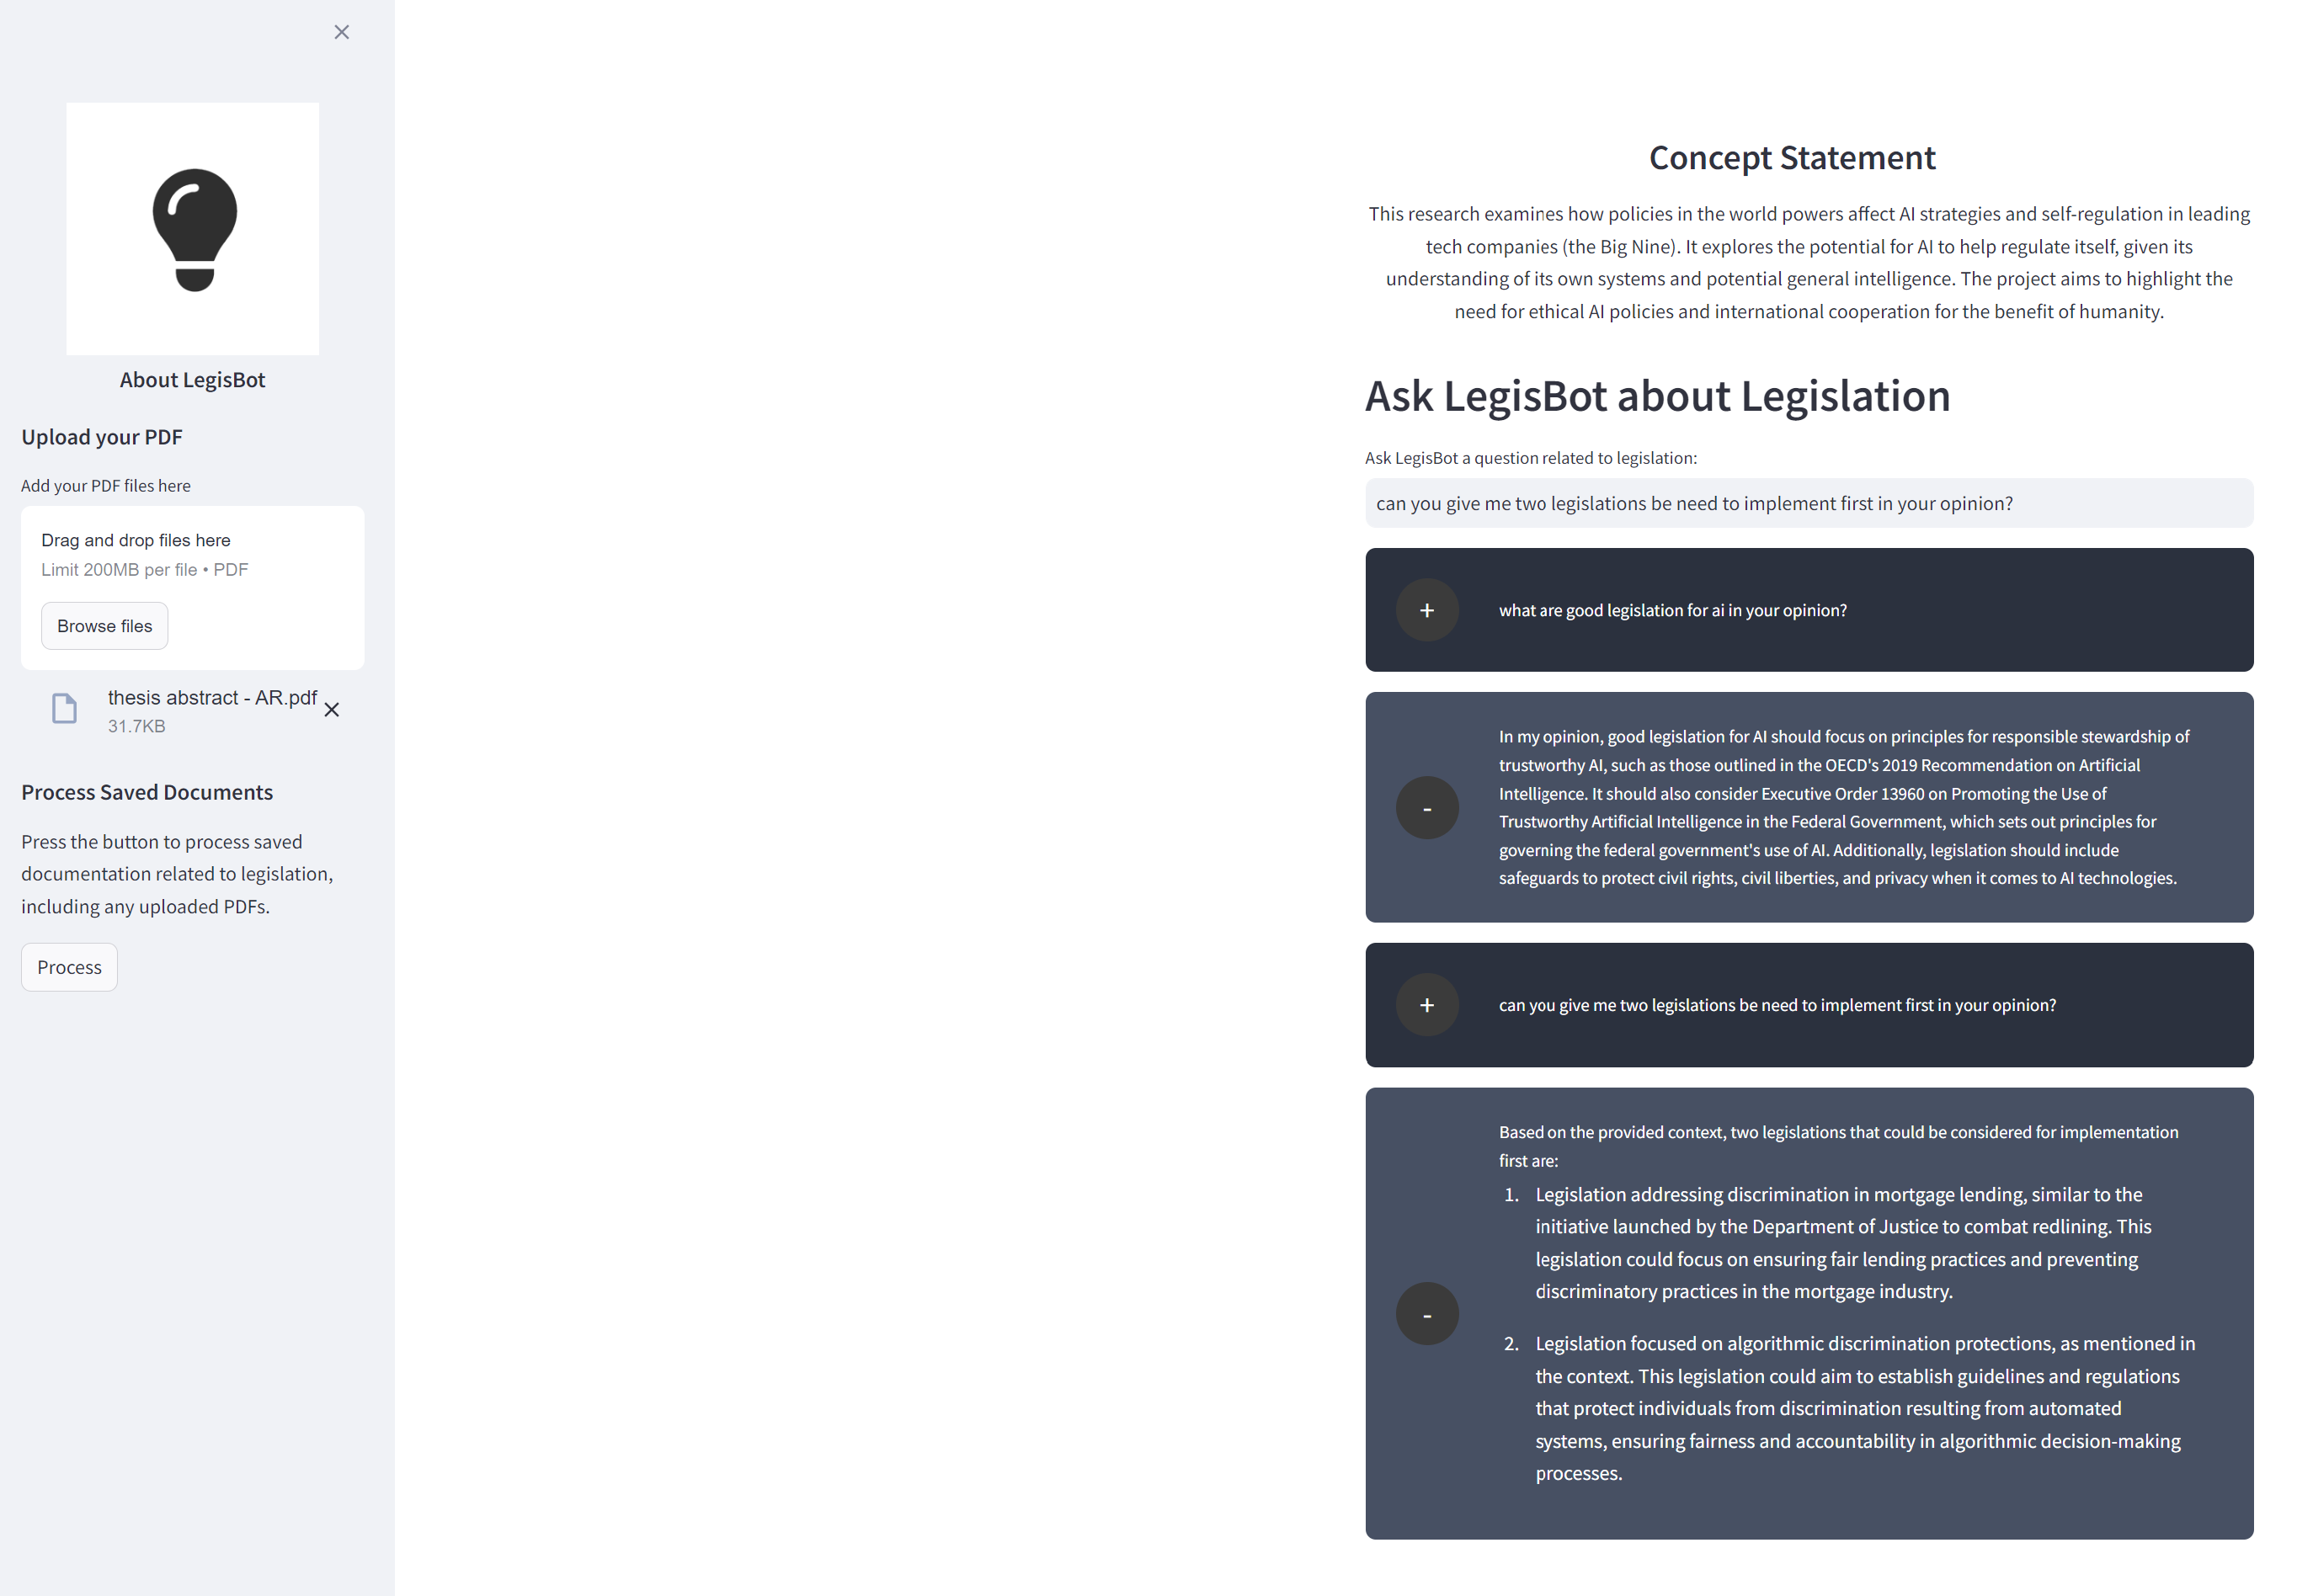 About LegisBot
Upload your PDF
Add your PDF files here
Drag and drop files here
Limit 200MB per file • PDF
Browse files
thesis abstract - AR.pdf
31.7KB
Process Saved Documents
Press the button to process saved
documentation related to legislation,
including any uploaded PDFs.
Process
Concept Statement
This research examines how policies in the world powers affect AI strategies and self-regulation in leading
tech companies (the Big Nine). It explores the potential for AI to help regulate itself, given its
understanding of its own systems and potential general intelligence. The project aims to highlight the
need for ethical AI policies and international cooperation for the benefit of humanity.
Ask LegisBot about Legislation
Ask LegisBot a question related to legislation:
can you give me two legislations be need to implement first in your opinion?
+
what are good legislation for ai in your opinion?
-
In my opinion, good legislation for AI should focus on principles for responsible stewardship of
trustworthy AI, such as those outlined in the OECD's 2019 Recommendation on Artificial
Intelligence. It should also consider Executive Order 13960 on Promoting the Use of
Trustworthy Artificial Intelligence in the Federal Government, which sets out principles for
governing the federal government's use of AI. Additionally, legislation should include
safeguards to protect civil rights, civil liberties, and privacy when it comes to AI technologies.
+
can you give me two legislations be need to implement first in your opinion?
-
Based on the provided context, two legislations that could be considered for implementation
first are:
1. Legislation addressing discrimination in mortgage lending, similar to the
initiative launched by the Department of Justice to combat redlining. This
legislation could focus on ensuring fair lending practices and preventing
discriminatory practices in the mortgage industry.
2. Legislation focused on algorithmic discrimination protections, as mentioned in
the context. This legislation could aim to establish guidelines and regulations
that protect individuals from discrimination resulting from automated
systems, ensuring fairness and accountability in algorithmic decision-making
processes.